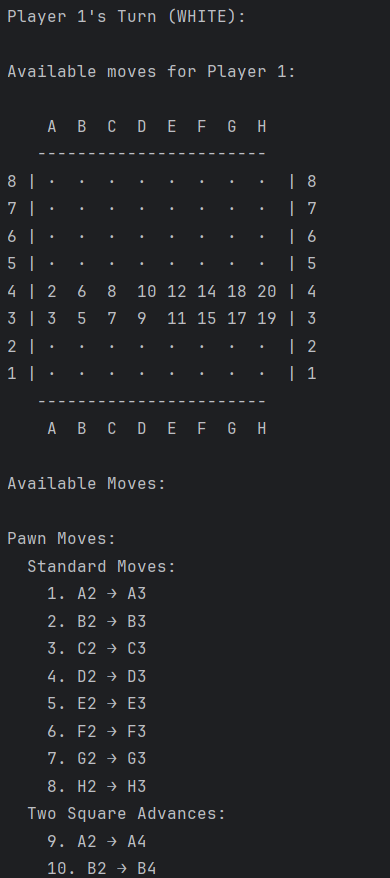 Player 1's Turn (WHITE):
Available moves for Player 1:
A B C D E F G H
-----------------------
8 | · · · · · · · · | 8
7 | · · · · · · · · | 7
6 | · · · · · · · · | 6
5 | · · · · · · · · | 5
4 | 2 6 8 10 12 14 18 20 | 4
3 | 3 5 7 9 11 15 17 19 | 3
2 | · · · · · · · · | 2
1 | · · · · · · · · | 1
-----------------------
A B C D E F G H
Available Moves:
Pawn Moves:
Standard Moves:
1. A2 → A3
2. B2 → B3
3. C2 → C3
4. D2 → D3
5. E2 → E3
6. F2 → F3
7. G2 → G3
8. H2 → H3
Two Square Advances:
9. A2 → A4
10. B2 → B4